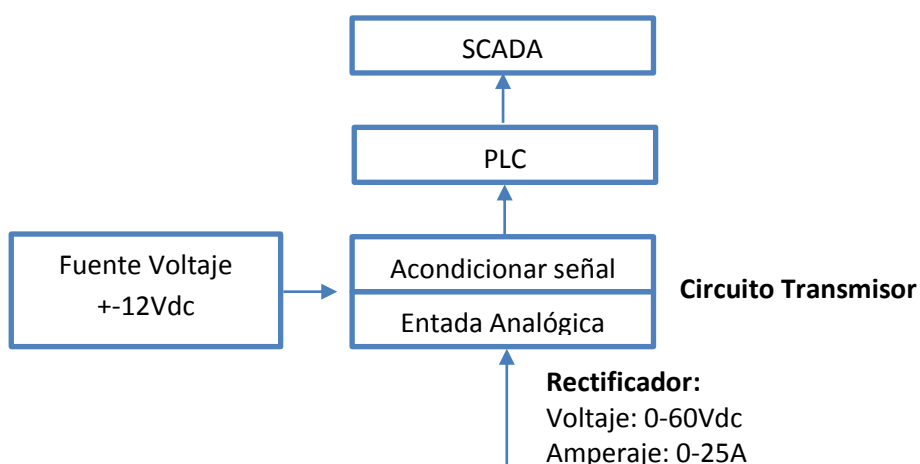 SCADA
PLC
Fuente Voltaje
+-12Vdc
Acondicionar señal
Entada Analógica
Circuito Transmisor
Rectificador:
Voltaje: 0-60Vdc
Amperaje: 0-25A